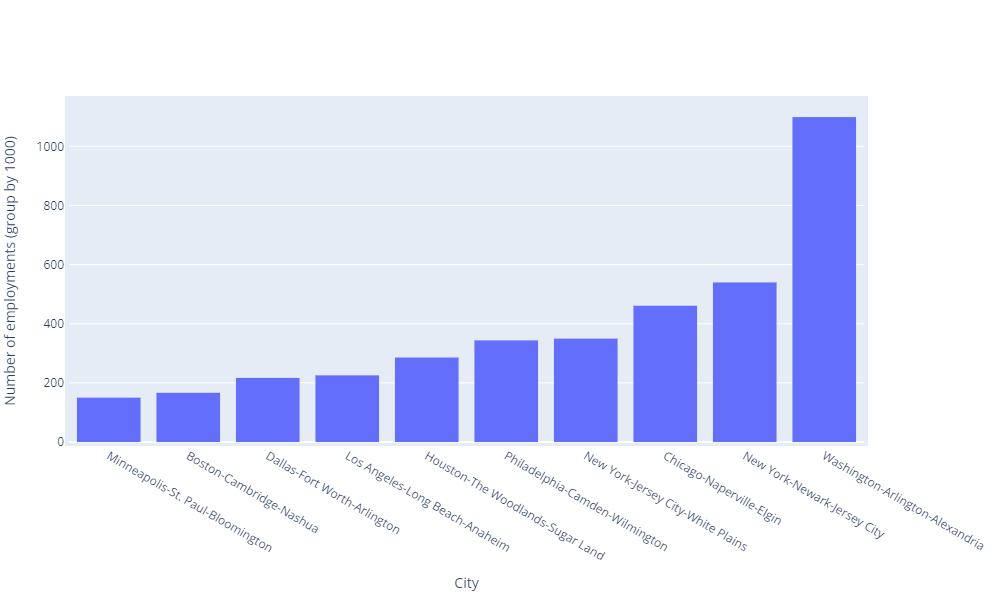 Number of employments (group by 1000)
1000
800
600
400
200
0
Minneapolis-St. Paul-Bloomington
Boston-Cambridge-Nashua
Dallas-Fort Worth-Arlington
Los Angeles-Long Beach-Anaheim
Houston-The Woodlands-Sugar Land
Philadelphia-Camden-Wilmington
New York-Jersey City-White Plains
Chicago-Naperville-Elgin
New York-Newark-Jersey City
Washington-Arlington-Alexandria
City